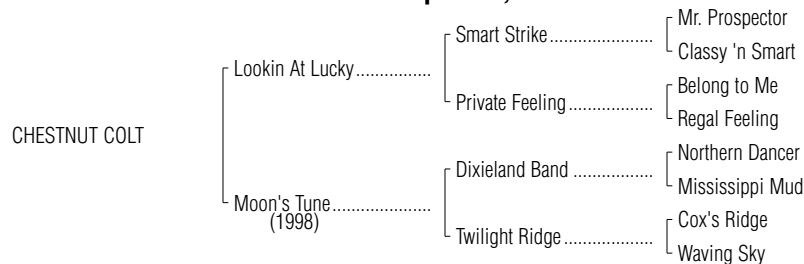 Mr. Prospector
Smart Strike....................
Classy 'n Smart
Lookin At Lucky...............
Belong to Me
Private Feeling................
Regal Feeling
CHESTNUT COLT
Northern Dancer
Dixieland Band ...............
Mississippi Mud
Moon's Tune...................
(1998)
Cox's Ridge
Twilight Ridge.................
Waving Sky